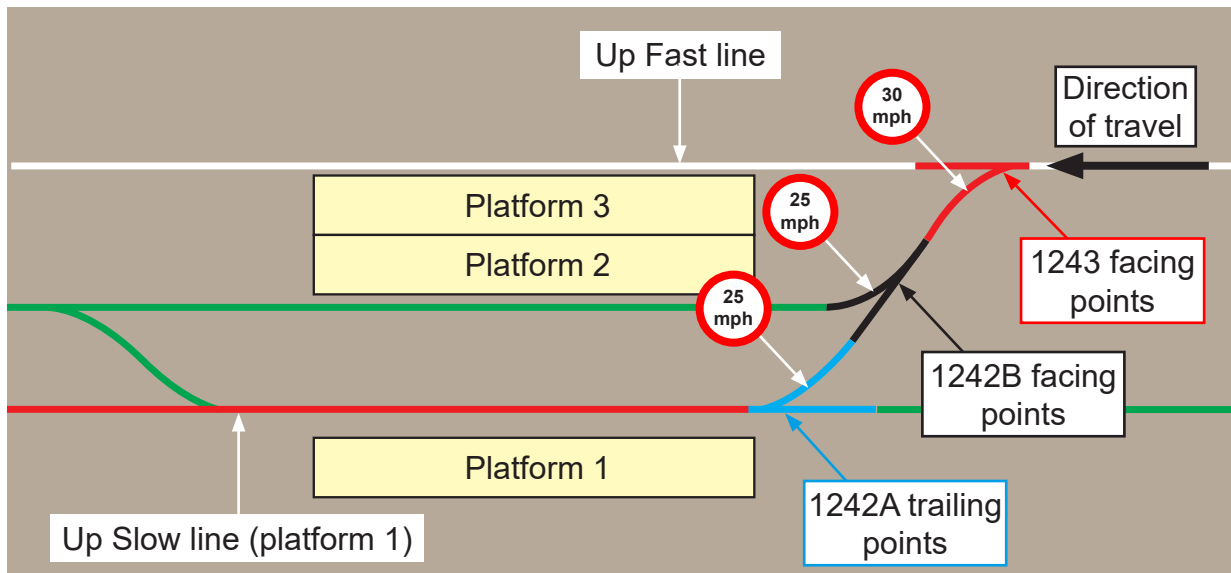 Up Fast line
30
mph
Direction
of travel
Platform 3
25
mph
Platform 2
1243 facing
points
25
mph
1242B facing
points
Platform 1
1242A trailing
points
Up Slow line (platform 1)